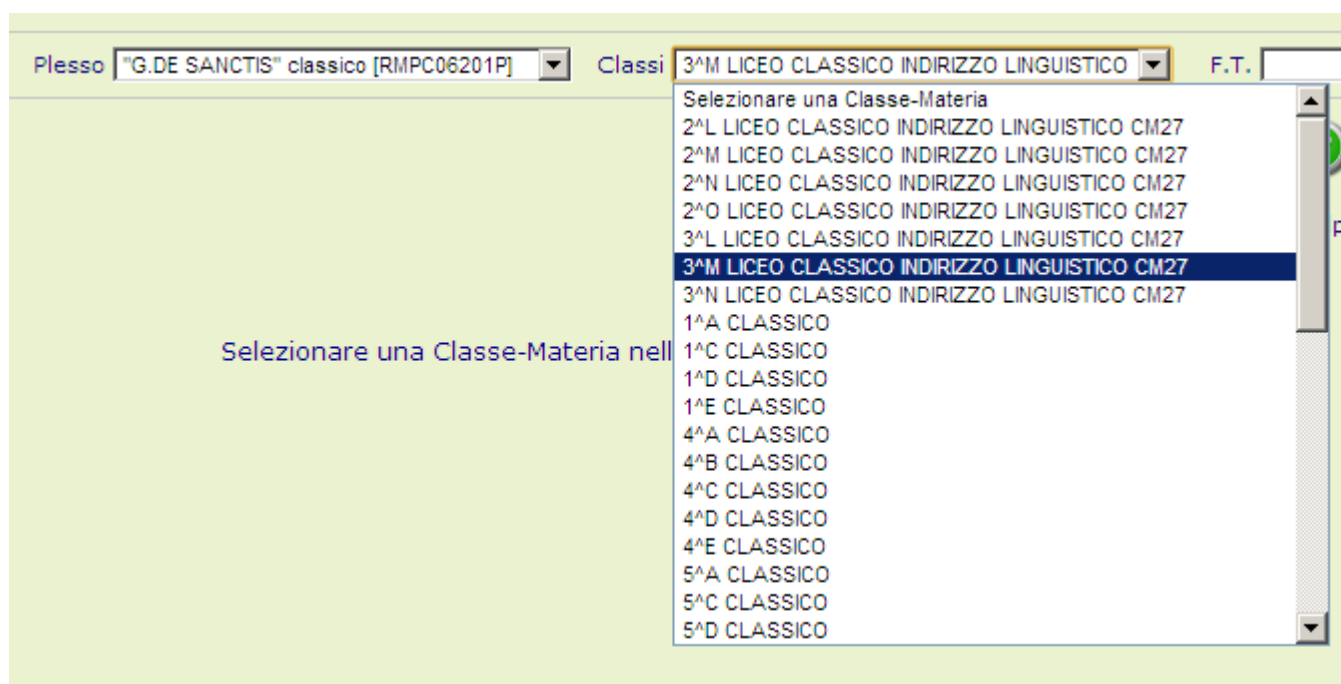 Plesso "G.DE SANCTIS" classico [RMPC06201P] Classi 3^M LICEO CLASSICO INDIRIZZO LINGUISTICO F.T.
Selezionare una Classe-Materia
2^L LICEO CLASSICO INDIRIZZO LINGUISTICO CM27
2^M LICEO CLASSICO INDIRIZZO LINGUISTICO CM27
2^N LICEO CLASSICO INDIRIZZO LINGUISTICO CM27
2^O LICEO CLASSICO INDIRIZZO LINGUISTICO CM27
3^L LICEO CLASSICO INDIRIZZO LINGUISTICO CM27
3^M LICEO CLASSICO INDIRIZZO LINGUISTICO CM27
3^N LICEO CLASSICO INDIRIZZO LINGUISTICO CM27
1^A CLASSICO
Selezionare una Classe-Materia nell
1^C CLASSICO
1^D CLASSICO
1^E CLASSICO
4^A CLASSICO
4^B CLASSICO
4^C CLASSICO
4^D CLASSICO
4^E CLASSICO
5^A CLASSICO
5^C CLASSICO
5^D CLASSICO